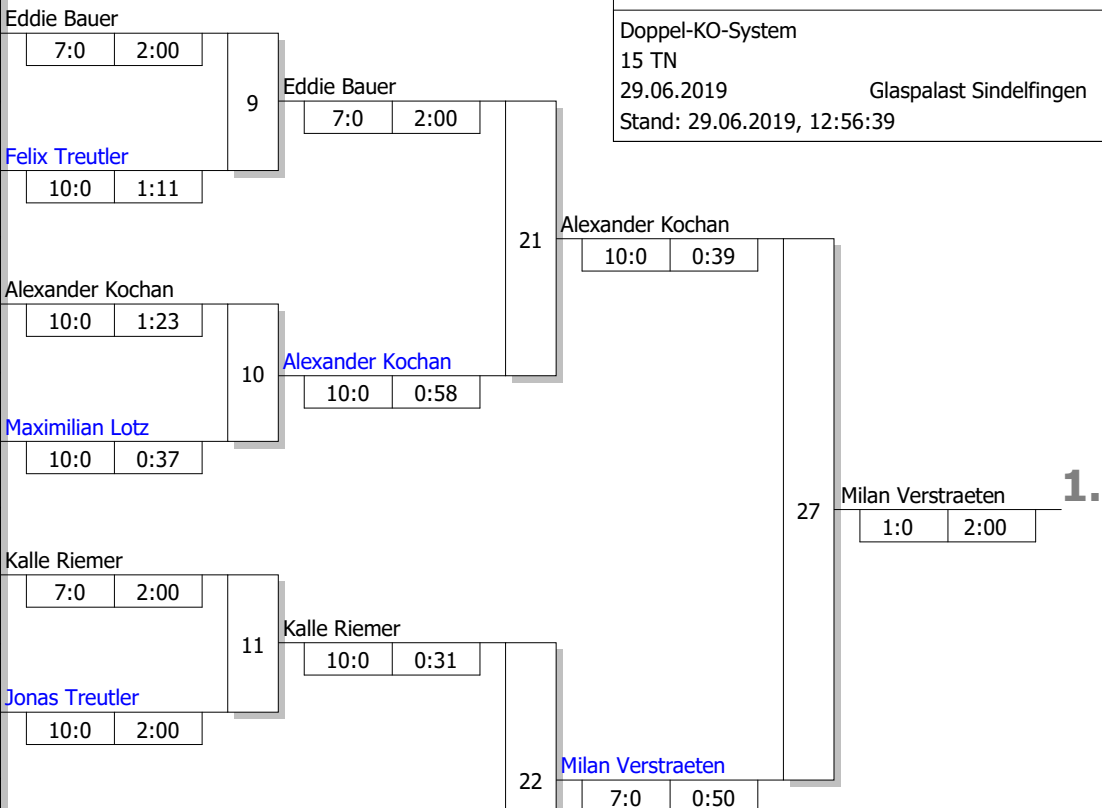 Eddie Bauer
7:0 2:00
Doppel-KO-System
15 TN
29.06.2019 Glaspalast Sindelfingen
Stand: 29.06.2019, 12:56:39
9
Eddie Bauer
7:0 2:00
Felix Treutler
10:0 1:11
21
Alexander Kochan
10:0 0:39
Alexander Kochan
10:0 1:23
10
Alexander Kochan
10:0 0:58
Maximilian Lotz
10:0 0:37
27
Milan Verstraeten 1.
1:0 2:00
Kalle Riemer
7:0 2:00
11
Kalle Riemer
10:0 0:31
Jonas Treutler
10:0 2:00
22
Milan Verstraeten
7:0 0:50